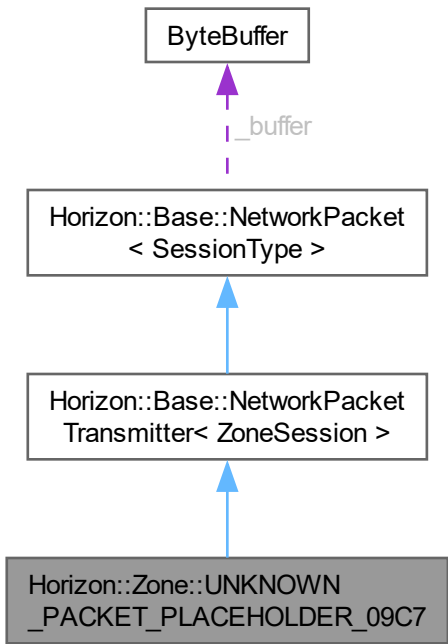 ByteBuffer
_buffer
Horizon::Base::NetworkPacket
< SessionType >
Horizon::Base::NetworkPacket
Transmitter< ZoneSession >
Horizon::Zone::UNKNOWN
_PACKET_PLACEHOLDER_09C7